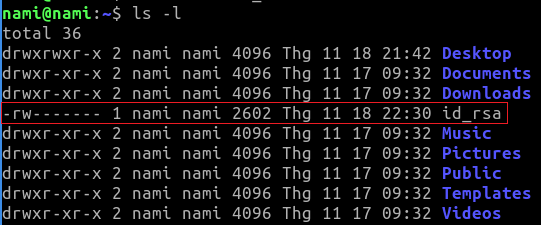 nami@nami:~$ ls -l
total 36
drwxrwxr-x 2 nami nami 4096 Thg 11 18 21:42 Desktop
drwxr-xr-x 2 nami nami 4096 Thg 11 17 09:32 Documents
drwxr-xr-x 2 nami nami 4096 Thg 11 17 09:32 Downloads
-rw------- 1 nami nami 2602 Thg 11 18 22:30 id_rsa
drwxr-xr-x 2 nami nami 4096 Thg 11 17 09:32 Music
drwxr-xr-x 2 nami nami 4096 Thg 11 17 09:32 Pictures
drwxr-xr-x 2 nami nami 4096 Thg 11 17 09:32 Public
drwxr-xr-x 2 nami nami 4096 Thg 11 17 09:32 Templates
drwxr-xr-x 2 nami nami 4096 Thg 11 17 09:32 Videos